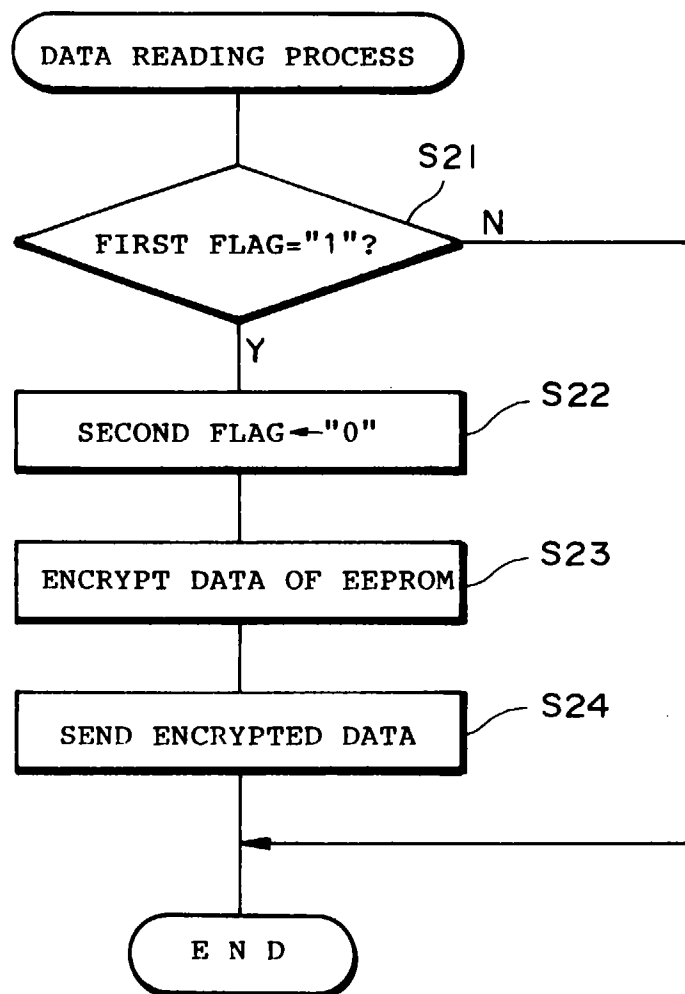 DATA READING PROCESS
S21
FIRST FLAG="1"?
N
Y
S22
SECOND FLAG←"0"
S23
ENCRYPT DATA OF EEPROM
S24
SEND ENCRYPTED DATA
E N D